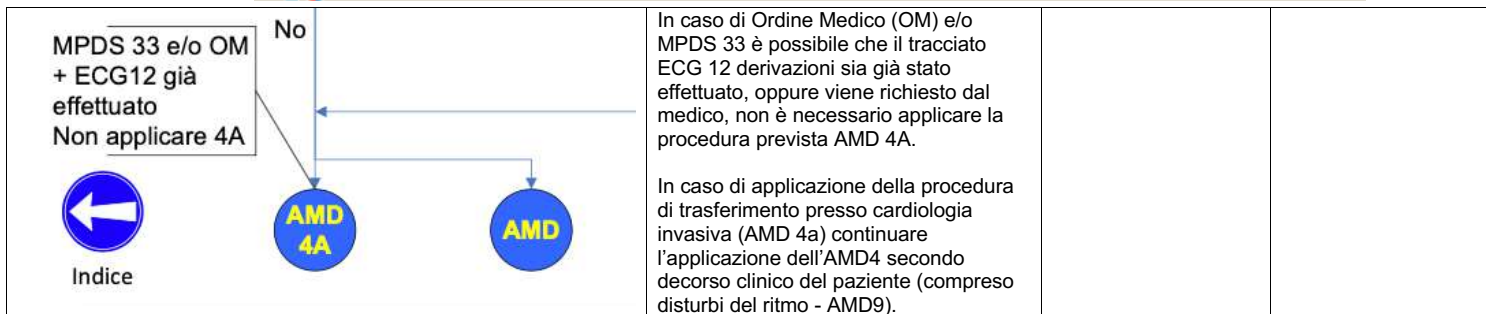 No
MPDS 33 e/o OM
+ ECG12 già
effettuato
Non applicare 4A
AMD
4A
AMD
Indice
In caso di Ordine Medico (OM) e/o
MPDS 33 è possibile che il tracciato
ECG 12 derivazioni sia già stato
effettuato, oppure viene richiesto dal
medico, non è necessario applicare la
procedura prevista AMD 4A.
In caso di applicazione della procedura
di trasferimento presso cardiologia
invasiva (AMD 4a) continuare
l’applicazione dell’AMD4 secondo
decorso clinico del paziente (compreso
disturbi del ritmo - AMD9).